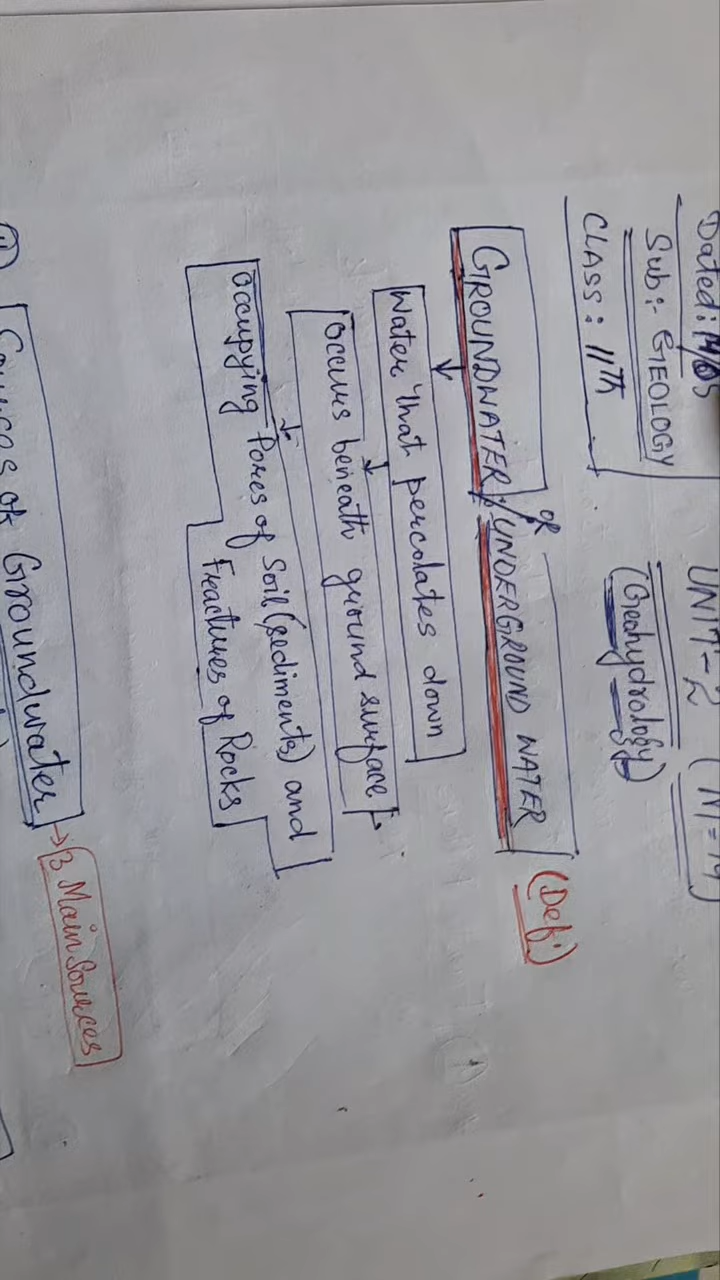 Dated: 14/05
Sub:- GEOLOGY
CLASS: 11th
UNIT-2 (M=14)
(Geohydrology)
GROUNDWATER OR / UNDERGROUND WATER (Def:)
Water that percolates down
Occurs beneath ground surface
Occupying Pores of Soil (sediments) and
Fractures of Rocks
Sources of Groundwater → 3 Main Sources